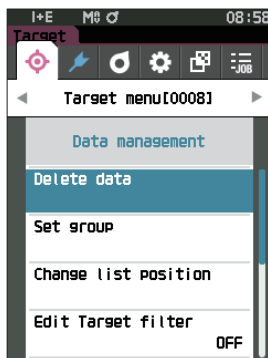 I+E M0 08:58
Target
-JOB
Target menu[0008]
Data management
Delete data
Set group
Change list position
Edit Target filter
OFF